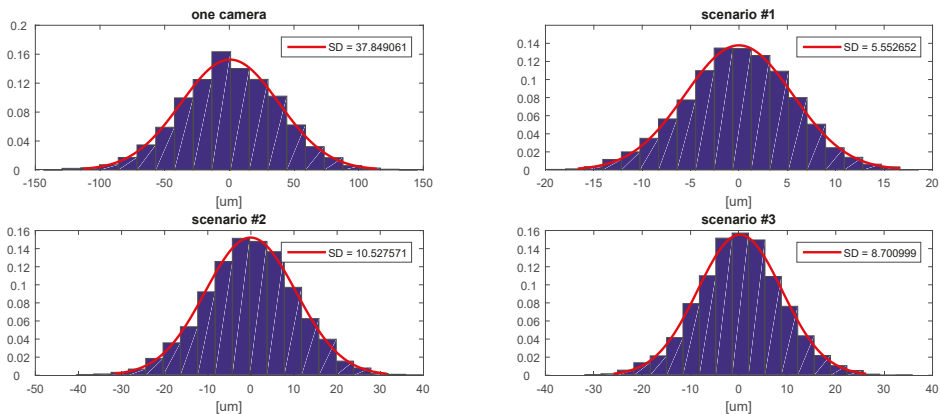 one camera
0.2
0.16
0.12
0.08
0.04
0
SD = 37.849061
-150 -100 -50 0 50 100 150
[um]
scenario #1
0.14
0.12
0.1
0.08
0.06
0.04
0.02
0
SD = 5.552652
-20 -15 -10 -5 0 5 10 15 20
[um]
scenario #2
0.16
0.14
0.12
0.1
0.08
0.06
0.04
0.02
0
SD = 10.527571
-50 -40 -30 -20 -10 0 10 20 30 40
[um]
scenario #3
0.16
0.14
0.12
0.1
0.08
0.06
0.04
0.02
0
SD = 8.700999
-40 -30 -20 -10 0 10 20 30 40
[um]